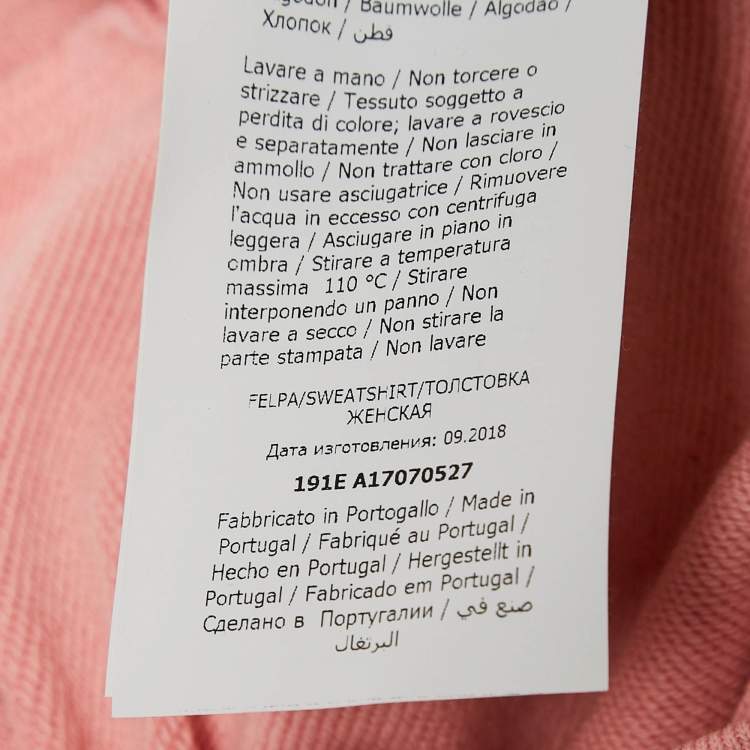 / Baumwolle / Algodão /
Хлопок / قطن
Lavare a mano / Non torcere o
strizzare / Tessuto soggetto a
perdita di colore; lavare a rovescio
e separatamente / Non lasciare in
ammollo / Non trattare con cloro /
Non usare asciugatrice / Rimuovere
l'acqua in eccesso con centrifuga
leggera / Asciugare in piano in
ombra / Stirare a temperatura
massima 110 °C / Stirare
interponendo un panno / Non
lavare a secco / Non stirare la
parte stampata / Non lavare
FELPA/SWEATSHIRT/ТОЛСТОВКА
ЖЕНСКАЯ
Дата изготовления: 09.2018
191E A17070527
Fabbricato in Portogallo / Made in
Portugal / Fabriqué au Portugal /
Hecho en Portugal / Hergestellt in
Portugal / Fabricado em Portugal /
Сделано в Португалии / صنع في
البرتغال